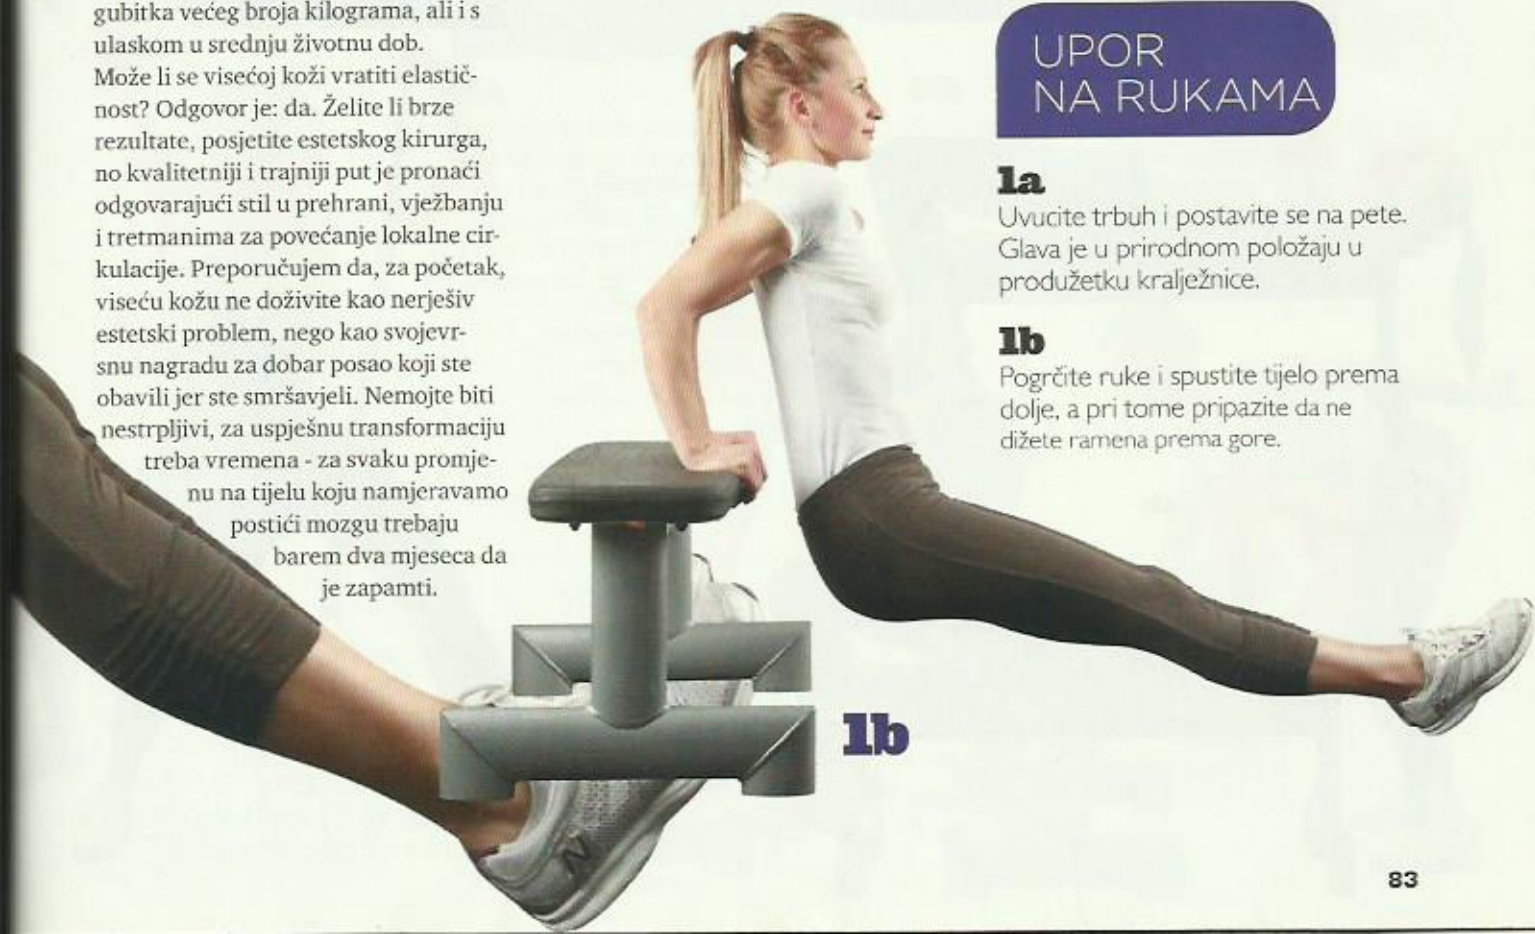 gubitka većeg broja kilograma, ali i s
ulaskom u srednju životnu dob.
Može li se visećoj koži vratiti elastič-
nost? Odgovor je: da. Želite li brze
rezultate, posjetite estetskog kirurga,
no kvalitetniji i trajniji put je pronaći
odgovarajući stil u prehrani, vježbanju
i tretmanima za povećanje lokalne cir-
kulacije. Preporučujem da, za početak,
viseću kožu ne doživite kao nerješiv
estetski problem, nego kao svojevr-
snu nagradu za dobar posao koji ste
obavili jer ste smršavjeli. Nemojte biti
nestrpljivi, za uspješnu transformaciju
treba vremena - za svaku promje-
nu na tijelu koju namjeravamo
postići mozgu trebaju
barem dva mjeseca da
je zapamti.
UPOR
NA RUKAMA
1a
Uvucite trbuh i postavite se na pete.
Glava je u prirodnom položaju u
produžetku kralježnice.
1b
Pogrčite ruke i spustite tijelo prema
dolje, a pri tome pripazite da ne
dižete ramena prema gore.
1b
N
83